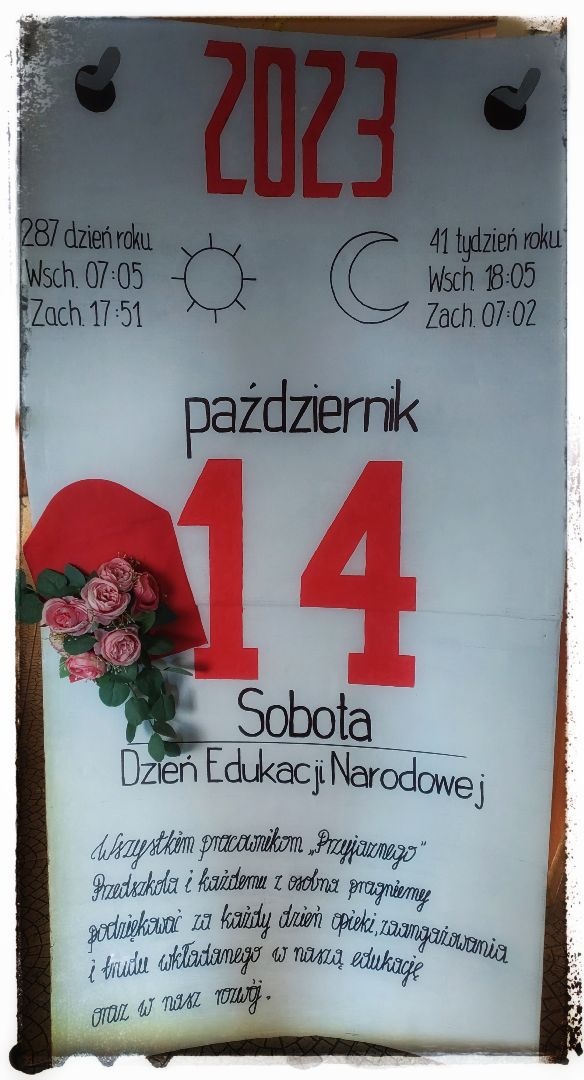 2023
287 dzień roku
Wsch. 07:05
Zach. 17:51
41 tydzień roku
Wsch. 18:05
Zach. 07:02
październik
14
Sobota
Dzień Edukacji Narodowej
Wszystkim pracownikom „Przyjaznego"
Przedszkola i każdemu z osobna pragniemy
podziękować za każdy dzień opieki, zaangażowania
i trudu wkładanego w naszą edukację
oraz w nasz rozwój.